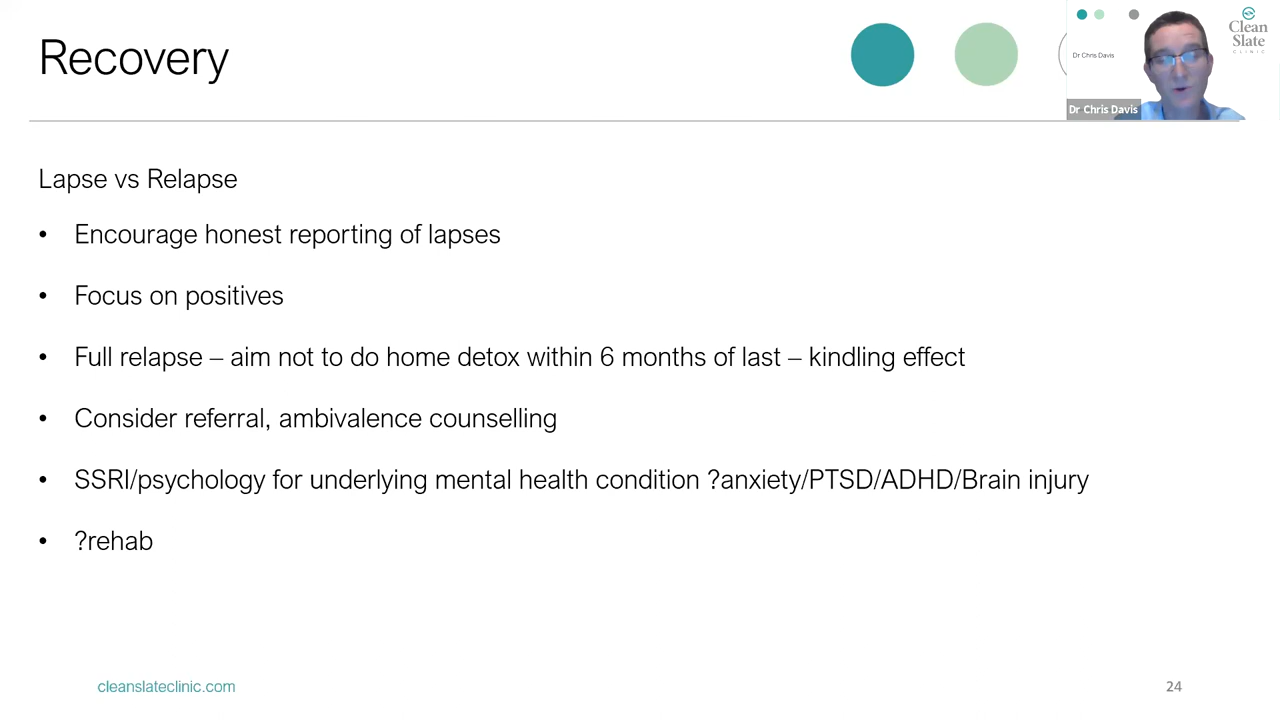 Recovery
Dr Chris Davis
Clean
Slate
CLINIC
Dr Chris Davis
Lapse vs Relapse
• Encourage honest reporting of lapses
• Focus on positives
• Full relapse – aim not to do home detox within 6 months of last – kindling effect
• Consider referral, ambivalence counselling
• SSRI/psychology for underlying mental health condition ?anxiety/PTSD/ADHD/Brain injury
• ?rehab
cleanslateclinic.com
24